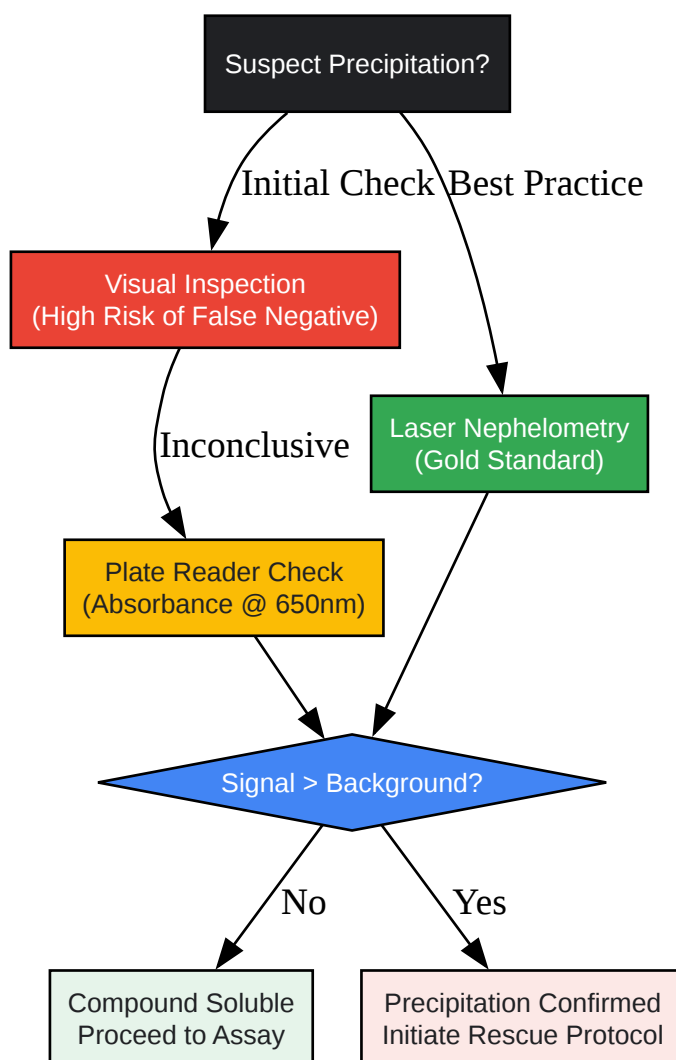 Suspect Precipitation?
Initial Check
Best Practice
Visual Inspection
(High Risk of False Negative)
Laser Nephelometry
(Gold Standard)
Inconclusive
Plate Reader Check
(Absorbance @ 650nm)
Signal > Background?
No
Yes
Compound Soluble
Proceed to Assay
Precipitation Confirmed
Initiate Rescue Protocol